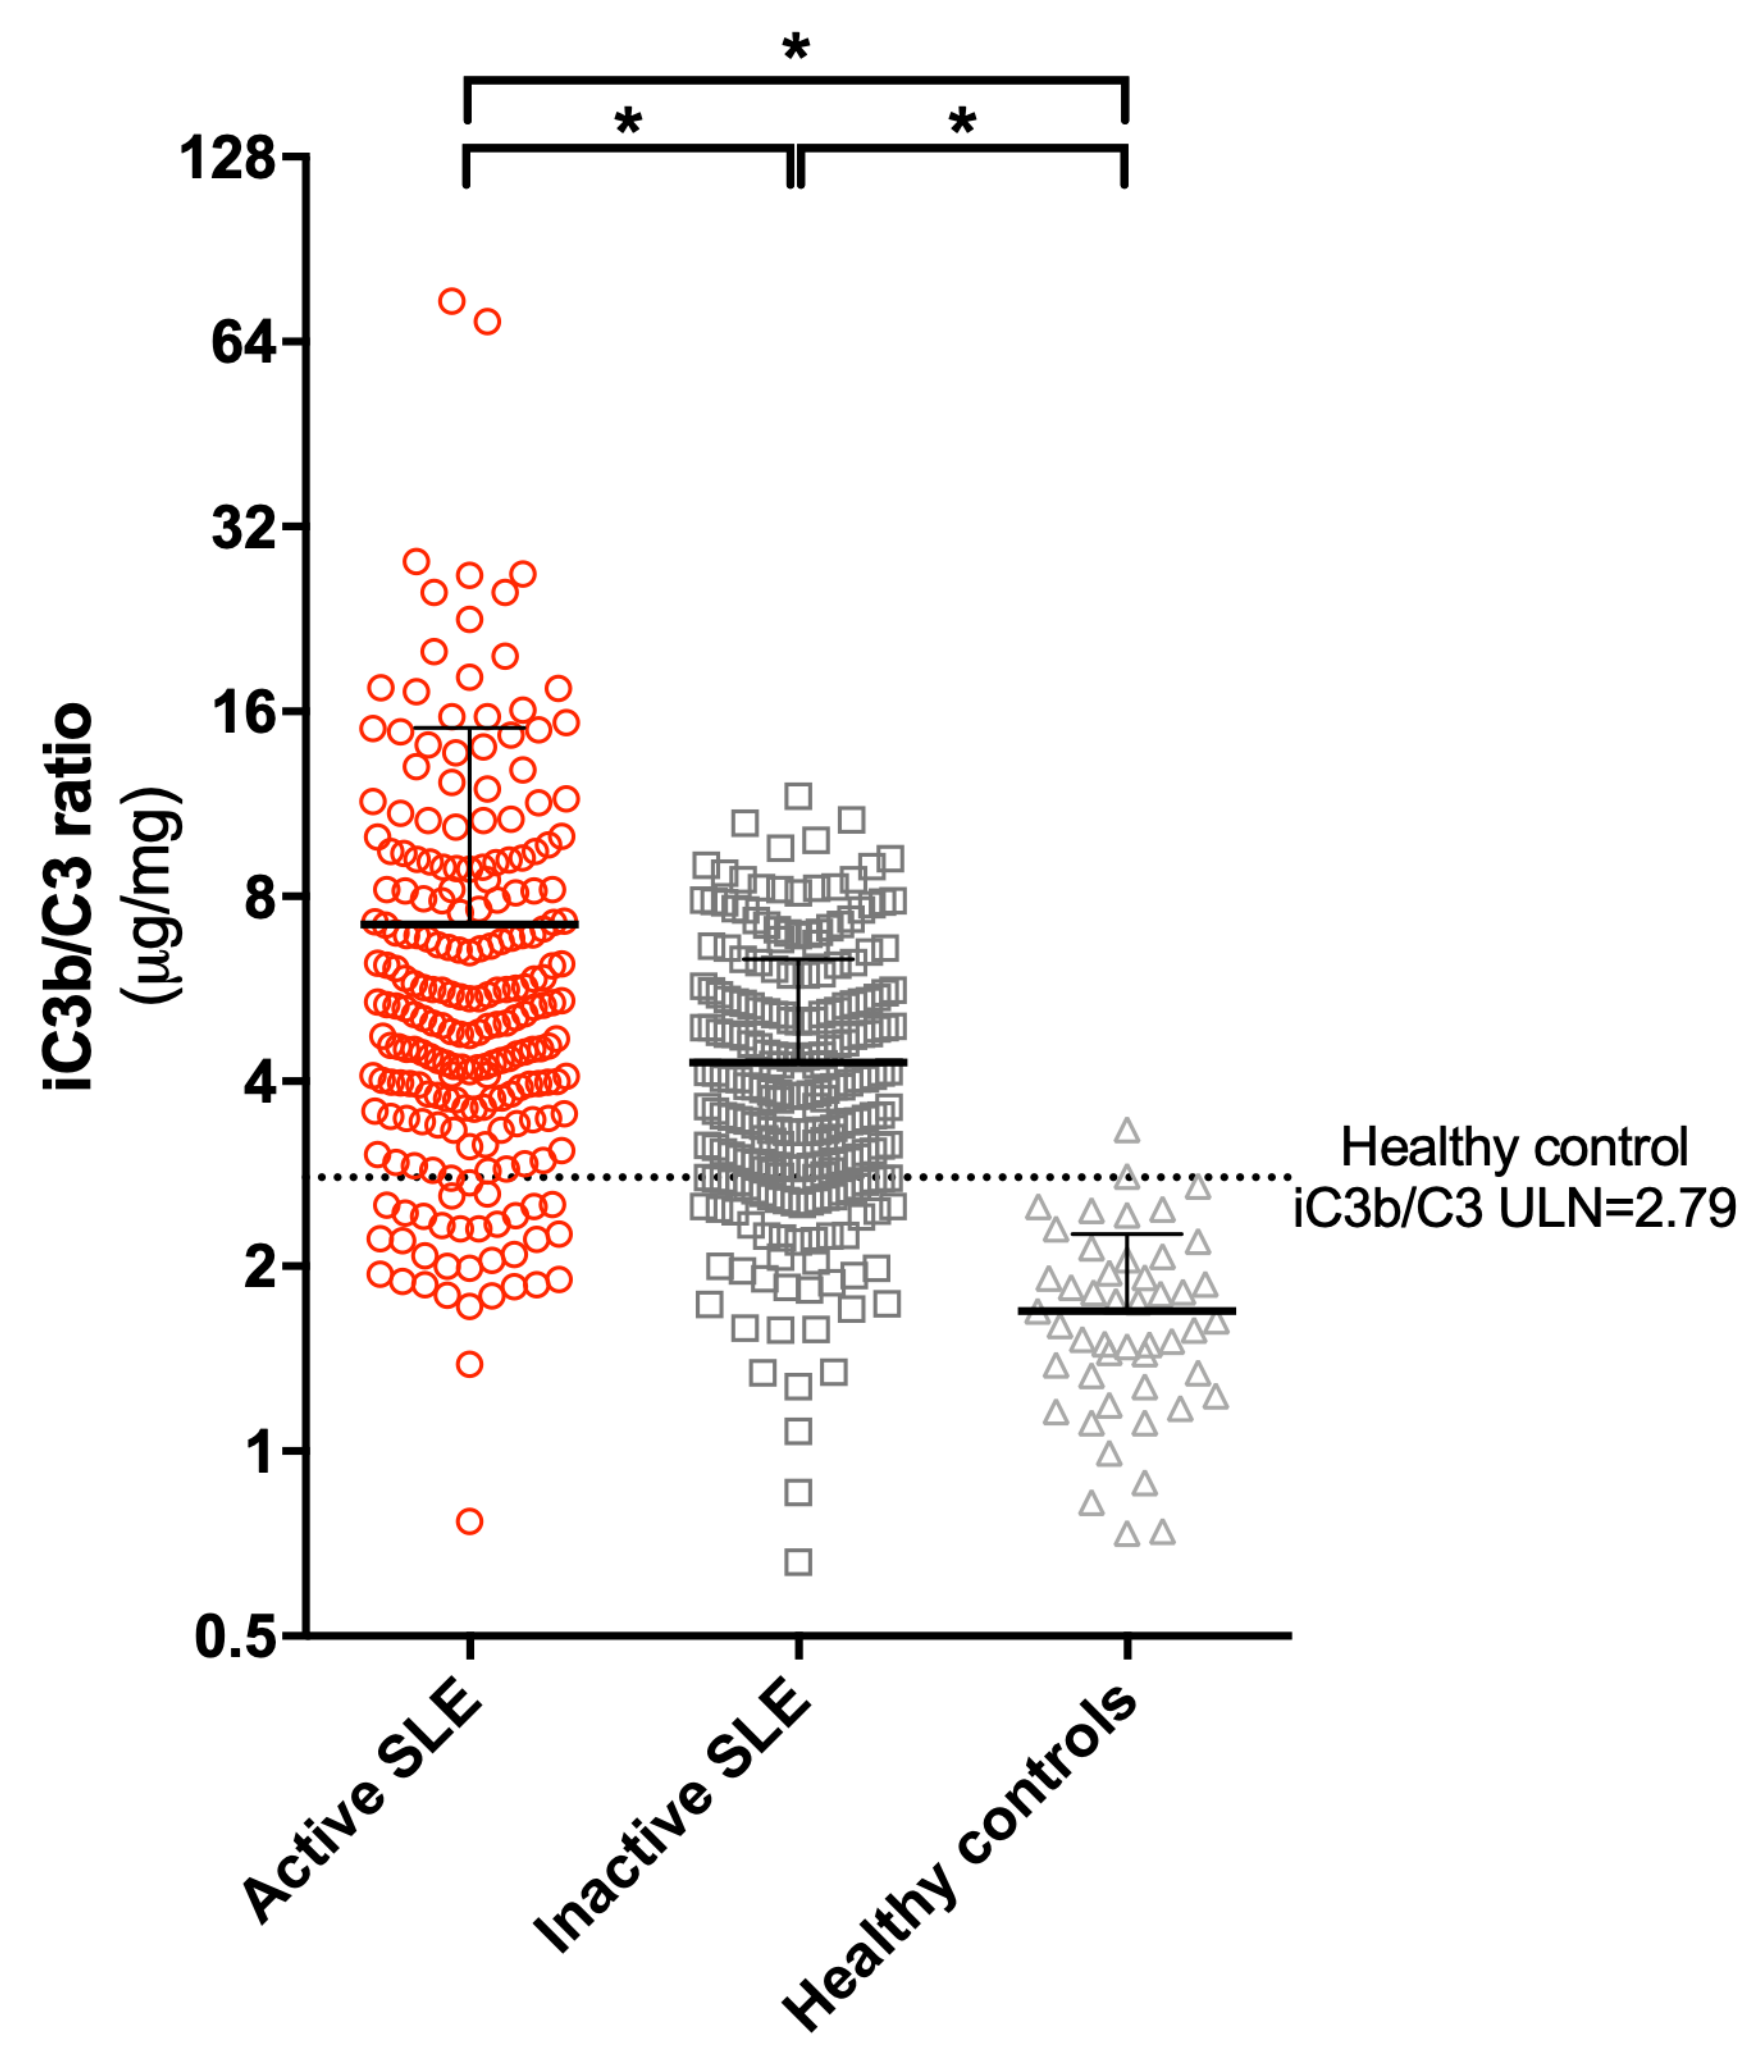 *
* *
128
64
32
16
8
4
2
1
0.5
iC3b/C3 ratio
(µg/mg)
Healthy control
iC3b/C3 ULN=2.79
Active SLE
Inactive SLE
Healthy controls